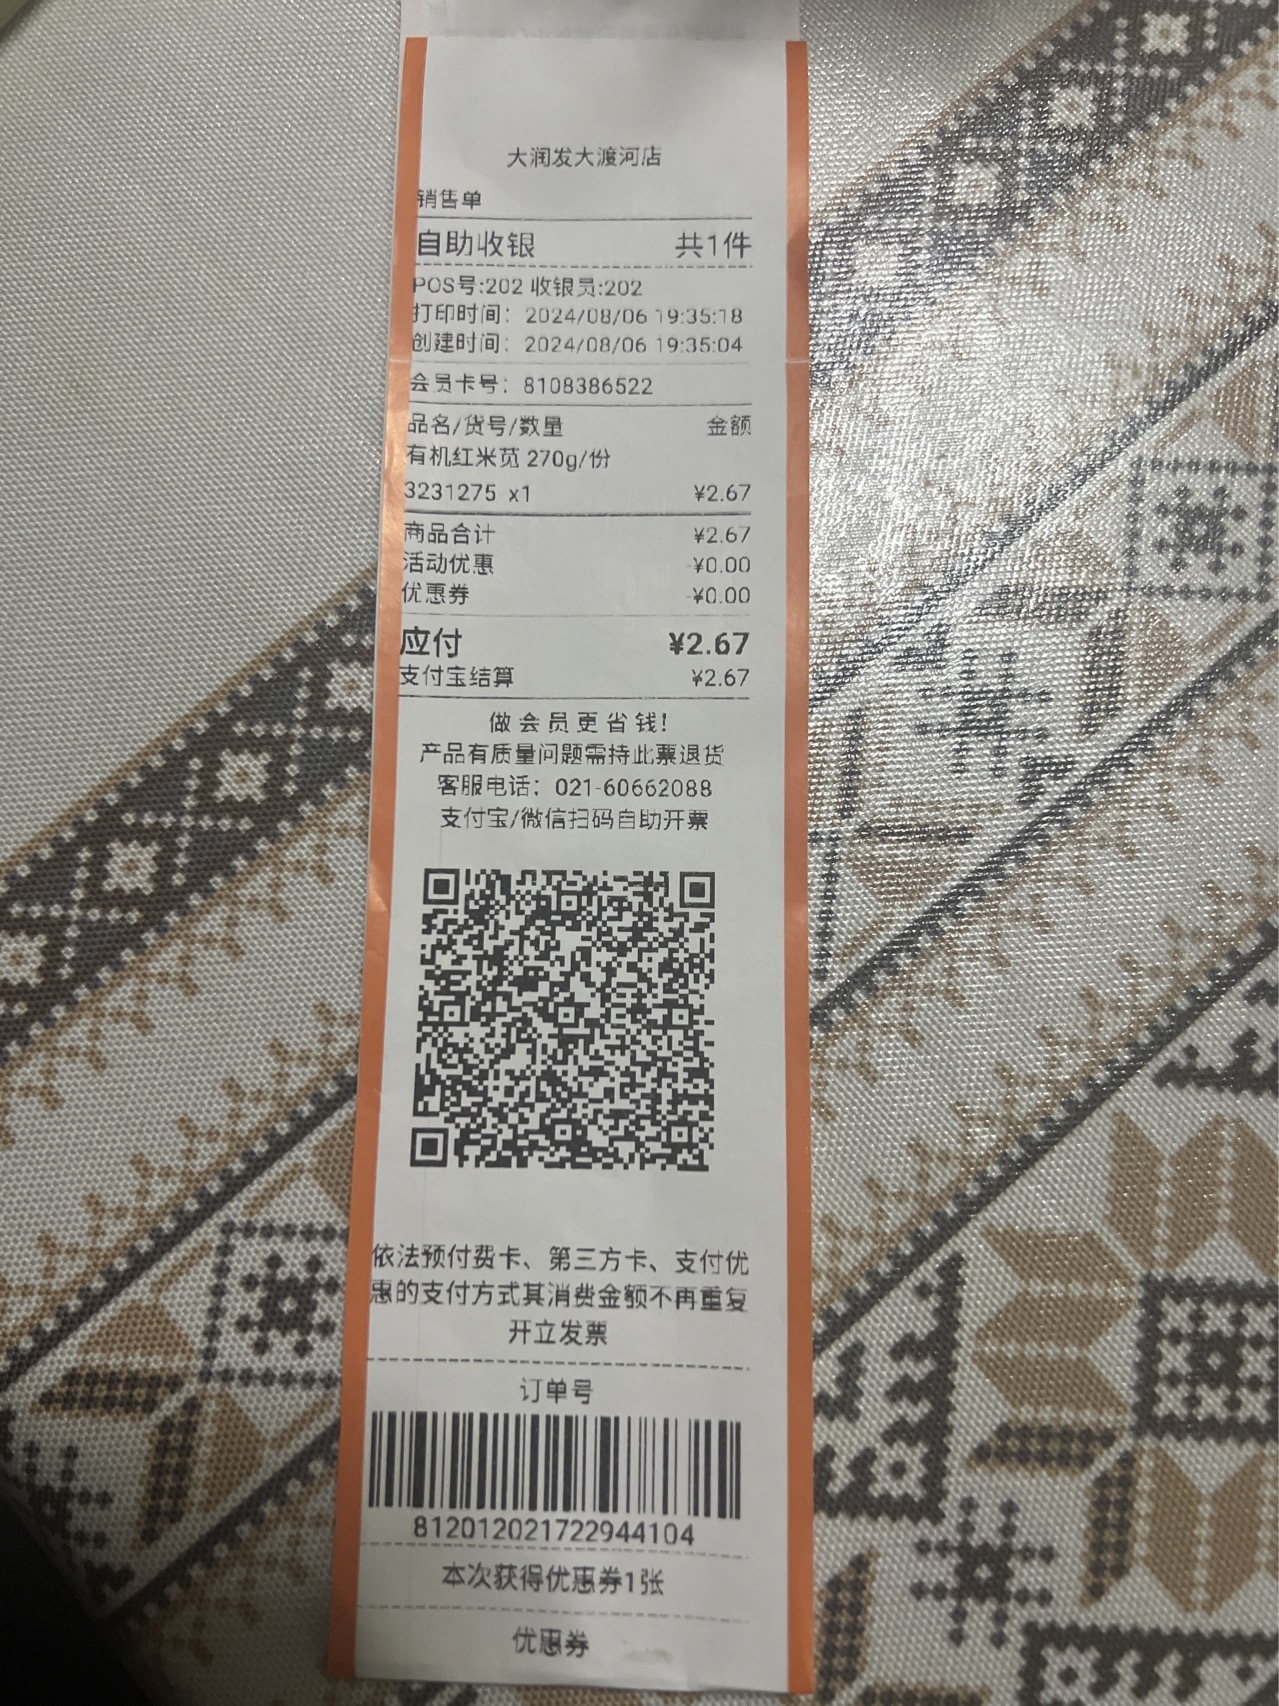 大润发大渡河店
销售单
自助收银 共1件
POS号:202 收银员:202
打印时间: 2024/08/06 19:35:18
创建时间: 2024/08/06 19:35:04
会员卡号: 8108386522
品名/货号/数量 金额
有机红米苋 270g/份
3231275 x1 ¥2.67
商品合计 ¥2.67
活动优惠 -¥0.00
优惠券 -¥0.00
应付 ¥2.67
支付宝结算 ¥2.67
做会员更省钱!
产品有质量问题需持此票退货
客服电话: 021-60662088
支付宝/微信扫码自助开票
依法预付费卡、第三方卡、支付优
惠的支付方式其消费金额不再重复
开立发票
订单号
812012021722944104
本次获得优惠券1张
优惠券